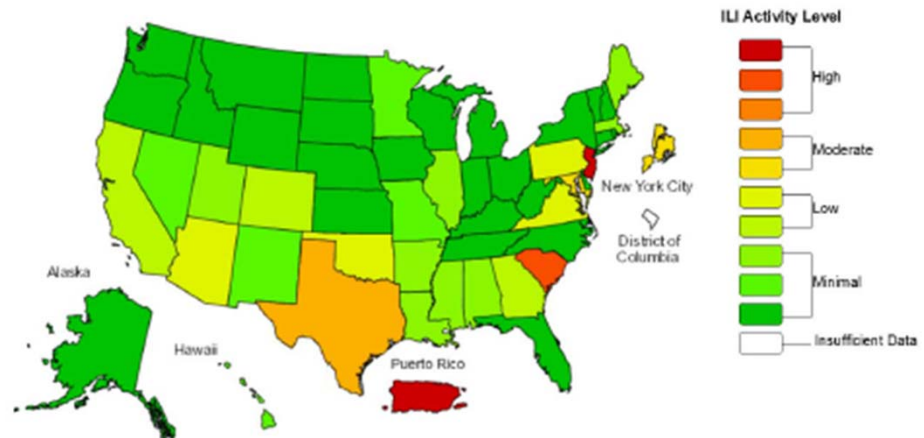 ILI Activity Level
High
Moderate
Low
Minimal
Insufficient Data
New York City
District of
Columbia
Alaska
Hawaii
Puerto Rico